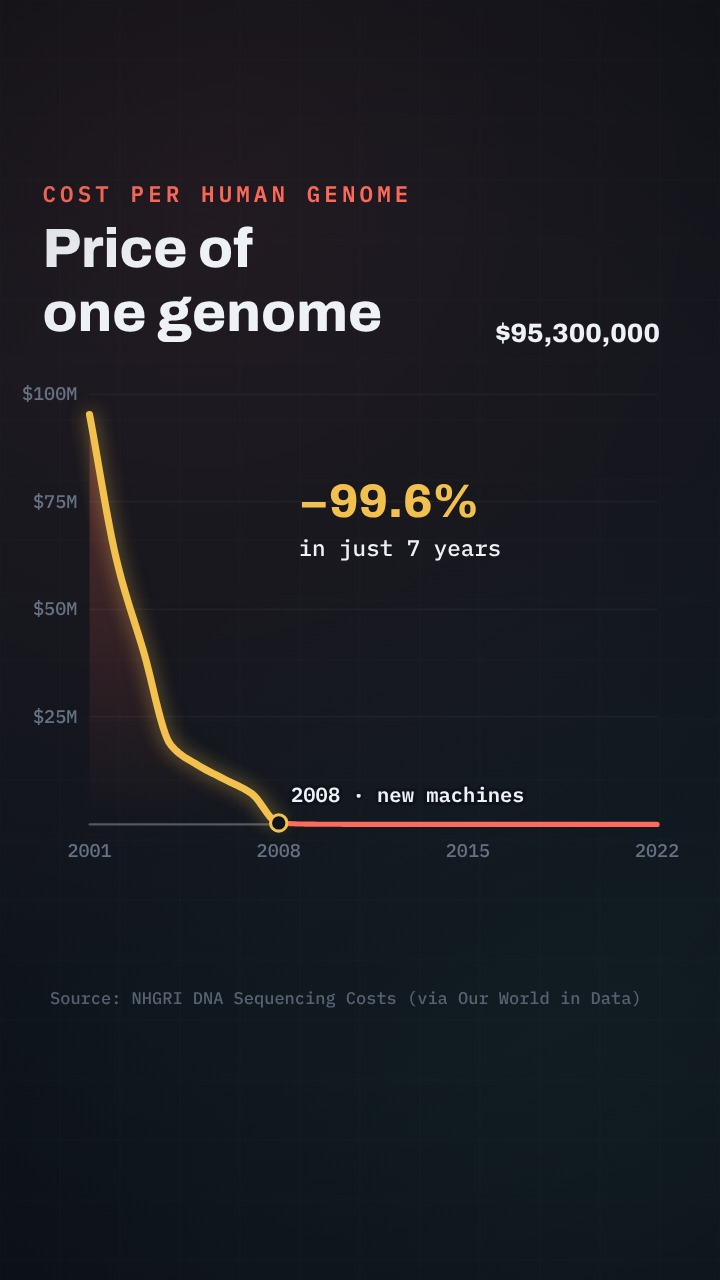 COST PER HUMAN GENOME
Price of
one genome
$95,300,000
$100M
–99.6%
$75M
in just 7 years
$50M
$25M
2008 · new machines
2001 2008 2015 2022
Source: NHGRI DNA Sequencing Costs (via Our World in Data)